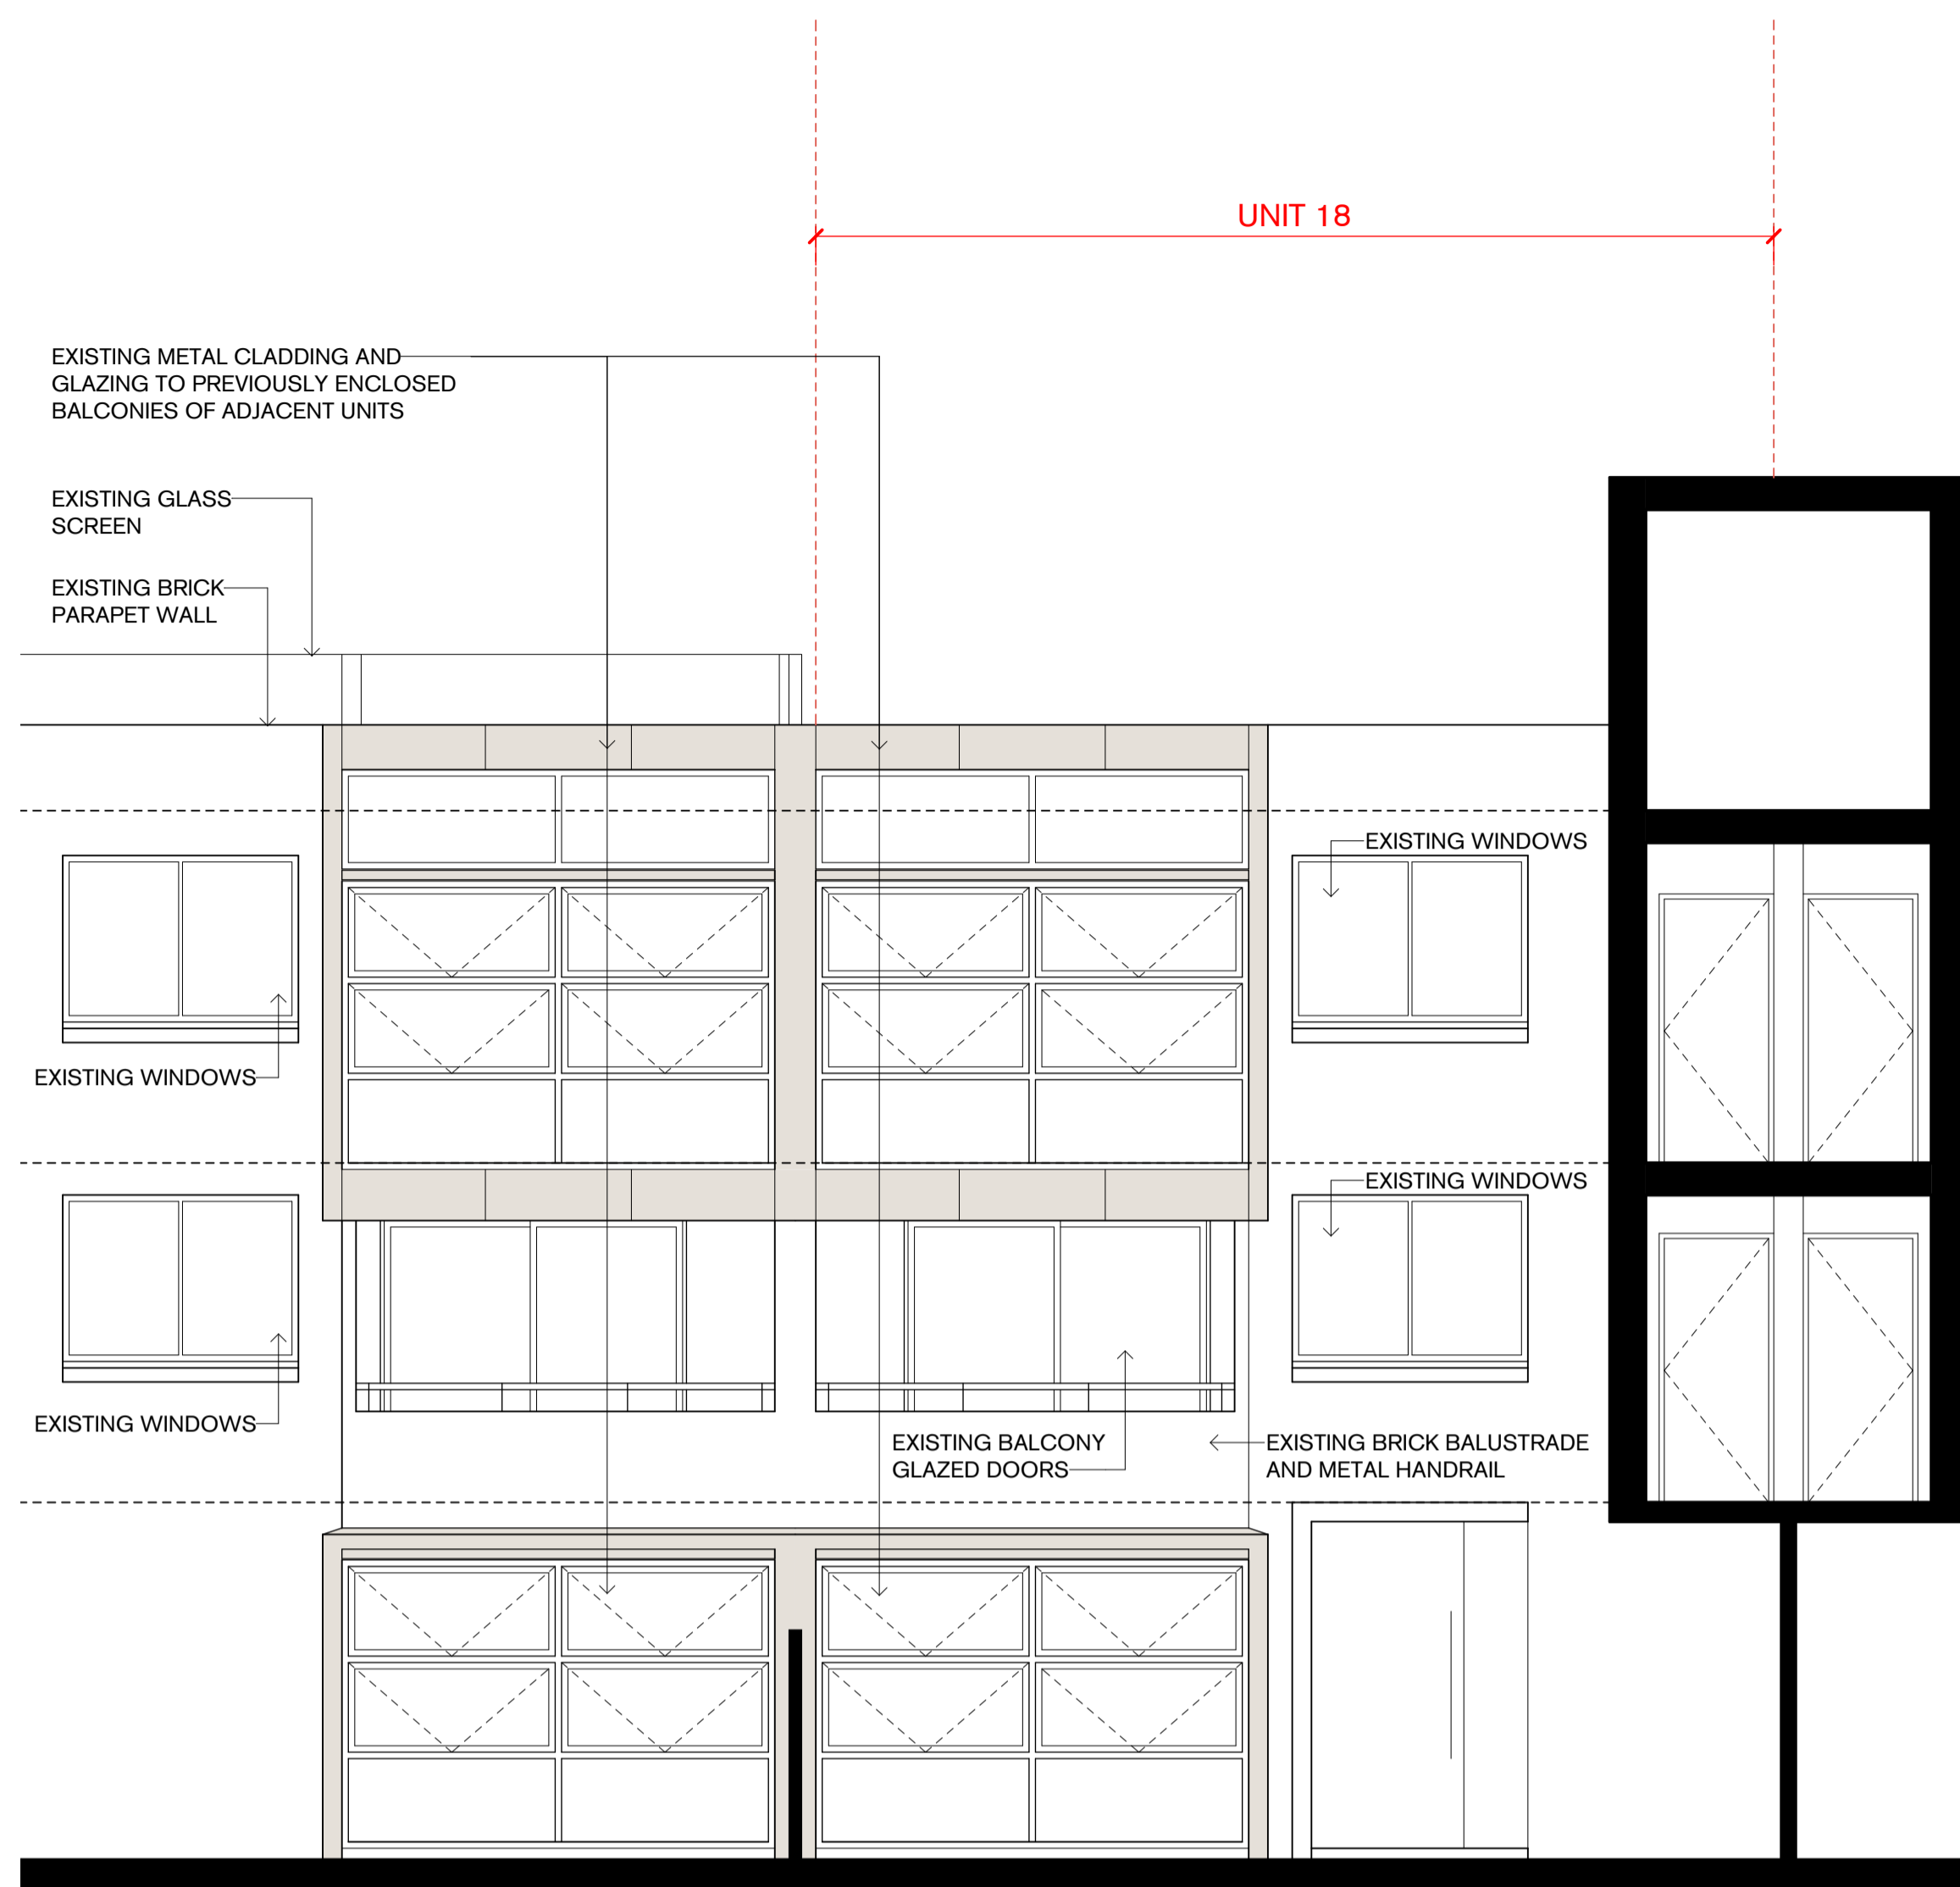 UNIT 18
EXISTING METAL CLADDING AND
GLAZING TO PREVIOUSLY ENCLOSED
BALCONIES OF ADJACENT UNITS
EXISTING GLASS
SCREEN
EXISTING BRICK
PARAPET WALL
EXISTING WINDOWS
EXISTING WINDOWS
EXISTING WINDOWS
EXISTING WINDOWS
EXISTING BALCONY
GLAZED DOORS
EXISTING BRICK BALUSTRADE
AND METAL HANDRAIL